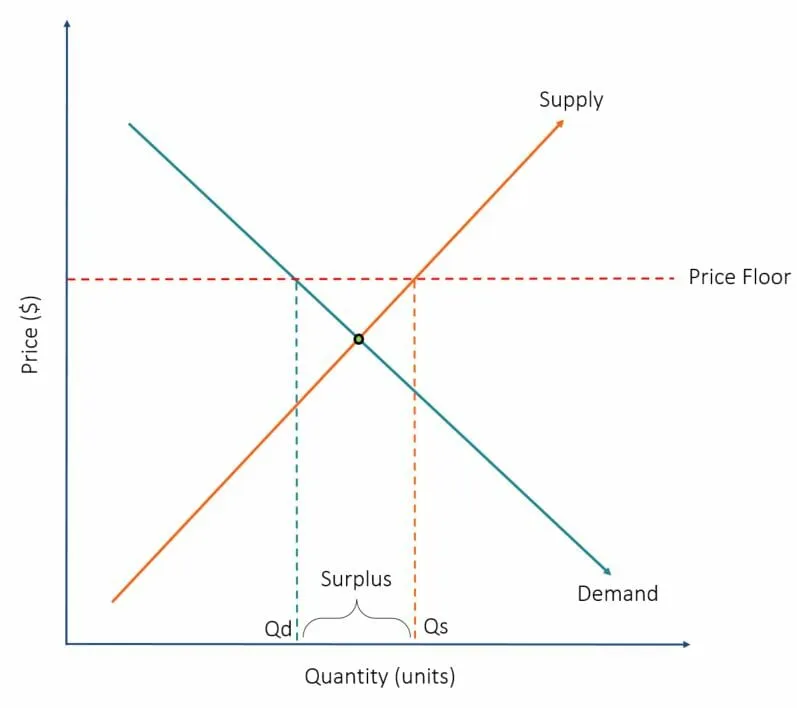 Supply
Price Floor
Price ($)
Surplus
Demand
Qd
Qs
Quantity (units)